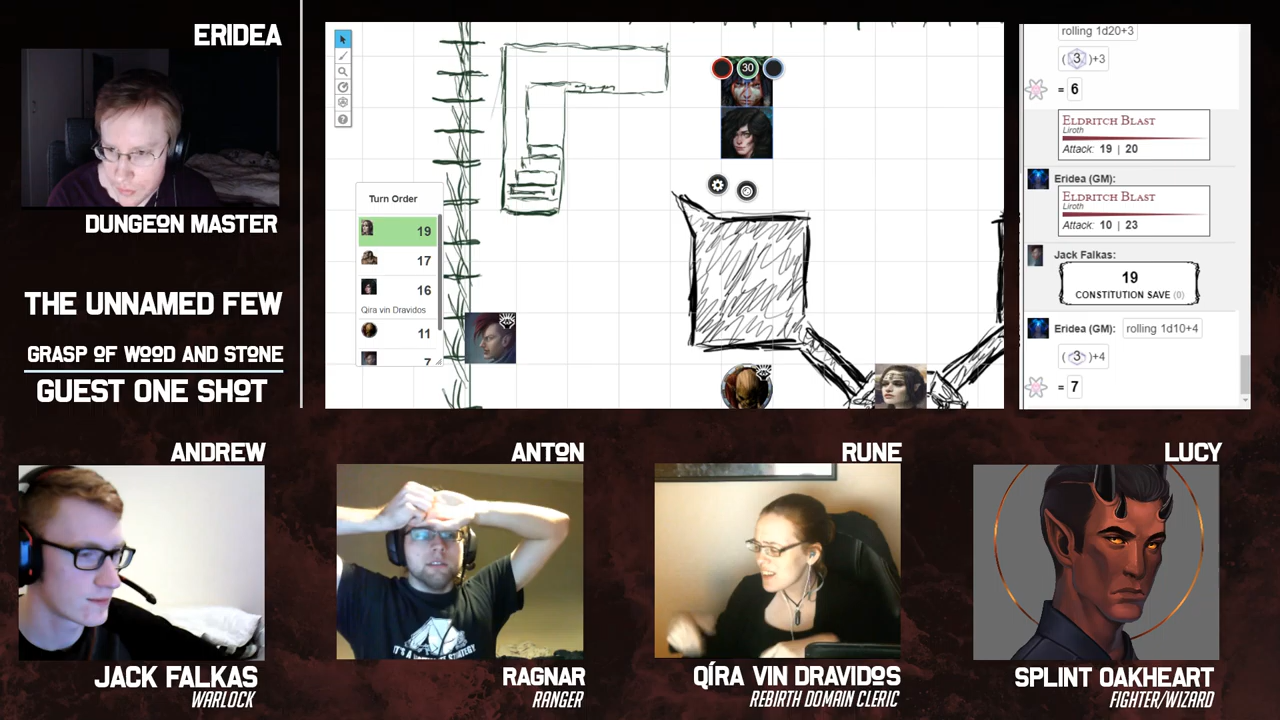 ERIDEA
DUNGEON MASTER
THE UNNAMED FEW
GRASP OF WOOD AND STONE
GUEST ONE SHOT
30
Turn Order
19
17
16
Qira vin Dravidos
11
7
rolling 1d20+3
(3)+3
= 6
ELDRITCH BLAST
Liroth
Attack: 19 | 20
Eridea (GM):
ELDRITCH BLAST
Liroth
Attack: 10 | 23
Jack Falkas:
19
CONSTITUTION SAVE (0)
Eridea (GM): rolling 1d10+4
(3)+4
= 7
ANDREW
JACK FALKAS
WARLOCK
ANTON
IT'S A STRATEGY
RAGNAR
RANGER
RUNE
QÍRA VIN DRAVIDOS
REBIRTH DOMAIN CLERIC
LUCY
SPLINT OAKHEART
FIGHTER/WIZARD